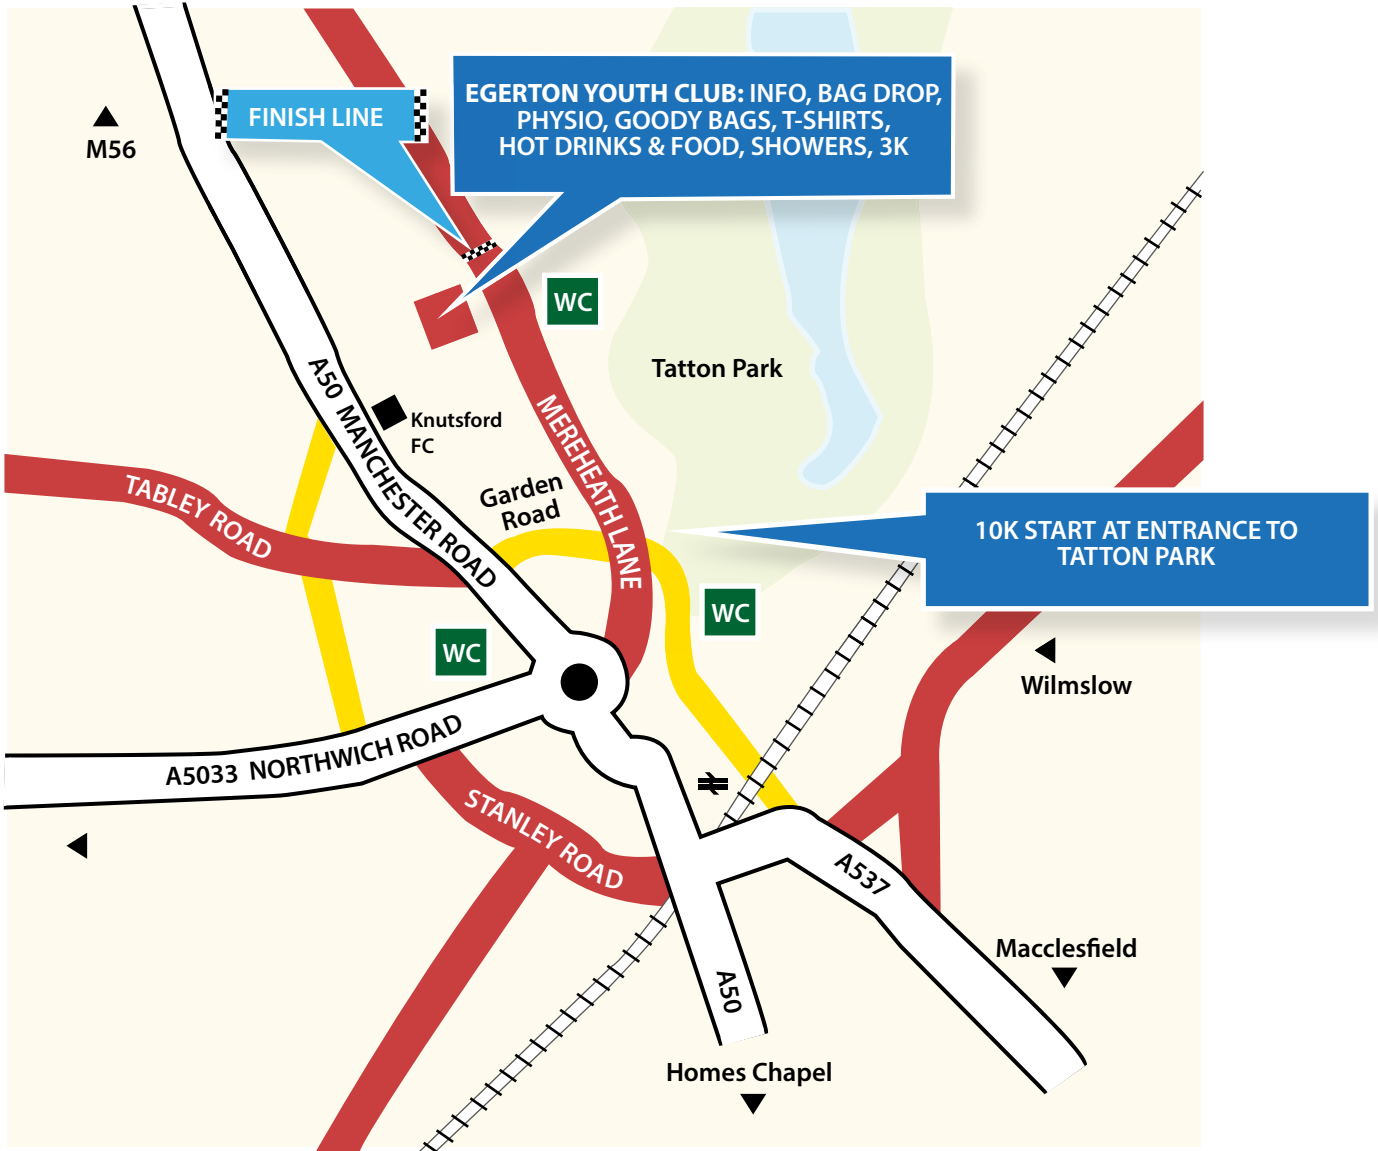 EGERTON YOUTH CLUB: INFO, BAG DROP,
PHYSIO, GOODY BAGS, T-SHIRTS,
HOT DRINKS & FOOD, SHOWERS, 3K
FINISH LINE
M56
WC
Tatton Park
A50 MANCHESTER ROAD
Knutsford
FC
MEREHEATH LANE
Garden
Road
TABLEY ROAD
10K START AT ENTRANCE TO
TATTON PARK
WC
WC
Wilmslow
A5033 NORTHWICH ROAD
STANLEY ROAD
A537
Macclesfield
A50
Homes Chapel